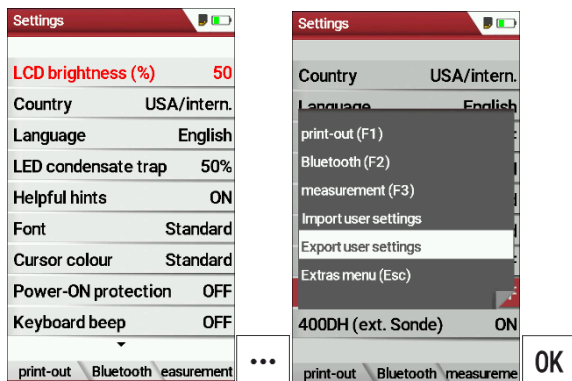 Settings
LCD brightness (%) 50
Country USA/intern.
Language English
LED condensate trap 50%
Helpful hints ON
Font Standard
Cursor colour Standard
Power-ON protection OFF
Keyboard beep OFF
print-out Bluetooth easurement
...
Settings
Country USA/intern.
Language English
print-out (F1)
Bluetooth (F2)
measurement (F3)
Import user settings
Export user settings
Extras menu (Esc)
400DH (ext. Sonde) ON
print-out Bluetooth measureme
OK